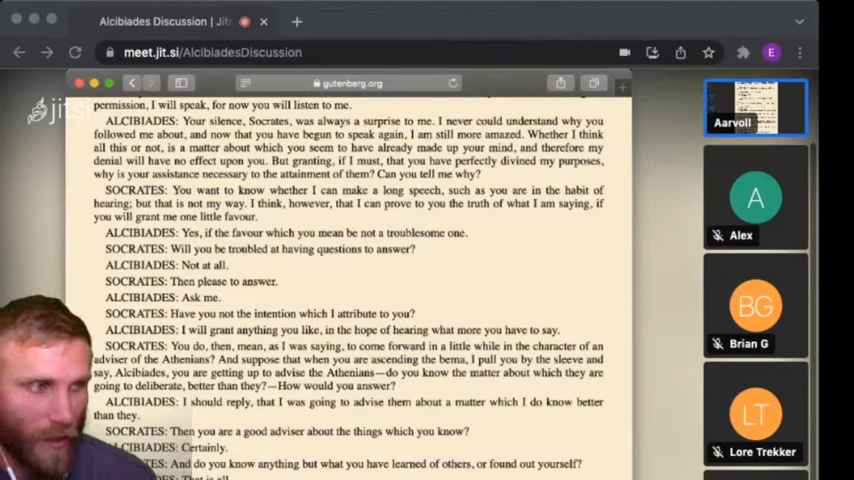 Alcibiades Discussion | Jits
meet.jit.si/AlcibiadesDiscussion
E
gutenberg.org
jitsi
permission, I will speak, for now you will listen to me.
ALCIBIADES: Your silence, Socrates, was always a surprise to me. I never could understand why you
followed me about, and now that you have begun to speak again, I am still more amazed. Whether I think
all this or not, is a matter about which you seem to have already made up your mind, and therefore my
denial will have no effect upon you. But granting, if I must, that you have perfectly divined my purposes,
why is your assistance necessary to the attainment of them? Can you tell me why?
SOCRATES: You want to know whether I can make a long speech, such as you are in the habit of
hearing; but that is not my way. I think, however, that I can prove to you the truth of what I am saying, if
you will grant me one little favour.
ALCIBIADES: Yes, if the favour which you mean be not a troublesome one.
SOCRATES: Will you be troubled at having questions to answer?
ALCIBIADES: Not at all.
SOCRATES: Then please to answer.
ALCIBIADES: Ask me.
SOCRATES: Have you not the intention which I attribute to you?
ALCIBIADES: I will grant anything you like, in the hope of hearing what more you have to say.
SOCRATES: You do, then, mean, as I was saying, to come forward in a little while in the character of an
adviser of the Athenians? And suppose that when you are ascending the bema, I pull you by the sleeve and
say, Alcibiades, you are getting up to advise the Athenians—do you know the matter about which they are
going to deliberate, better than they?—How would you answer?
ALCIBIADES: I should reply, that I was going to advise them about a matter which I do know better
than they.
SOCRATES: Then you are a good adviser about the things which you know?
ALCIBIADES: Certainly.
TES: And do you know anything but what you have learned of others, or found out yourself?
That is all.
Aarvoll
A
Alex
BG
Brian G
LT
Lore Trekker